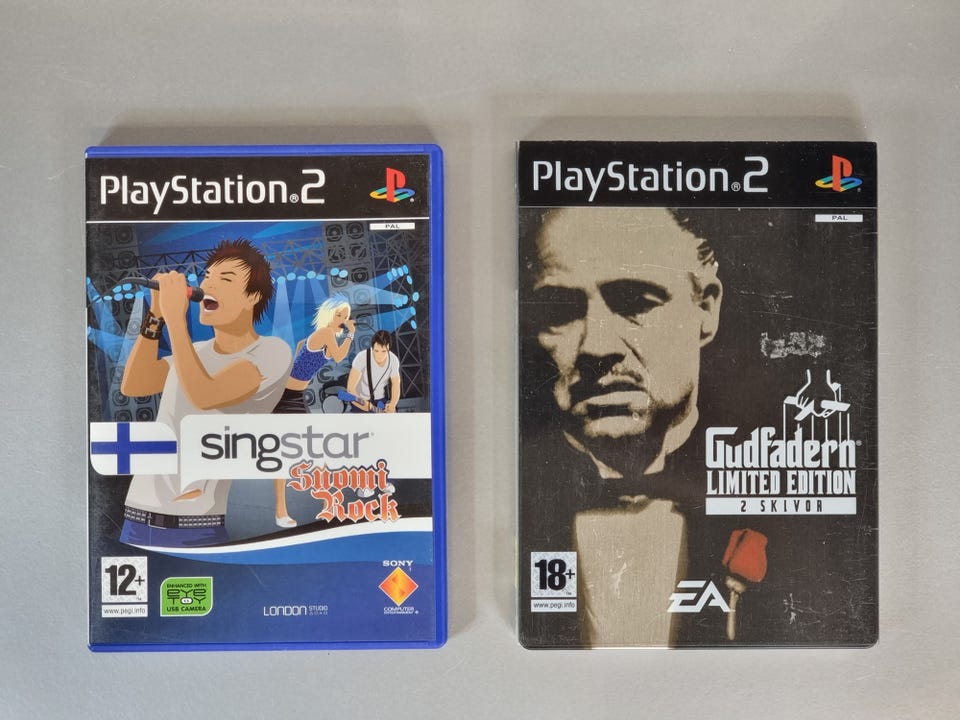 PlayStation®2
PAL
singstar
Suomi
Rock
12+
www.pegi.info
ENHANCED WITH
EYE
TOY
USB CAMERA
LONDON STUDIO
SONY
COMPUTER
ENTERTAINMENT®
PlayStation®2
PAL
Gudfadern®
LIMITED EDITION
2 SKIVOR
18+
www.pegi.info
EA